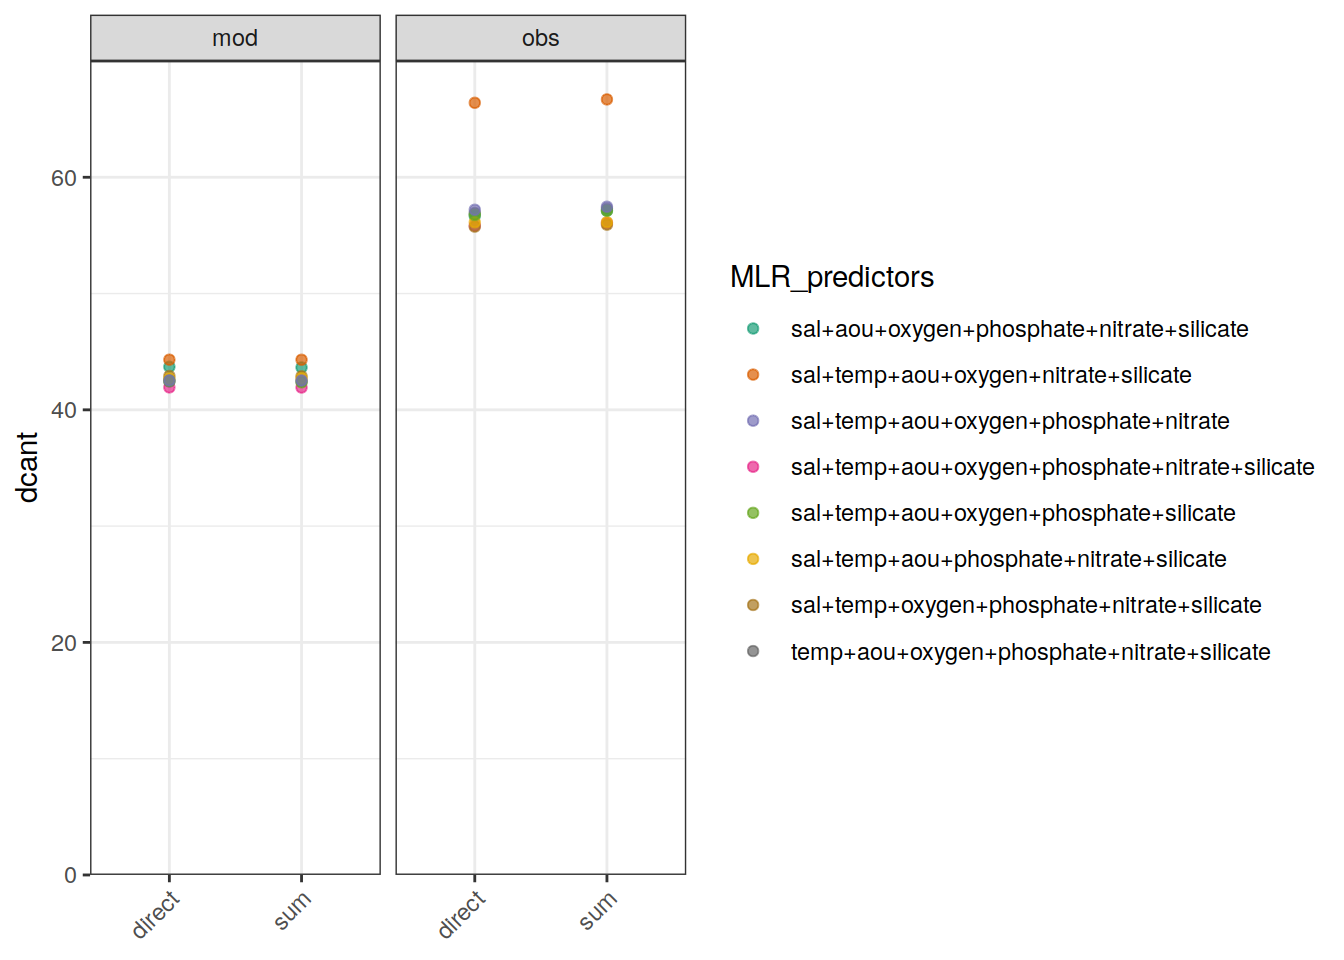 mod
obs
60
40
20
0
dcant
direct
sum
direct
sum
MLR_predictors
sal+aou+oxygen+phosphate+nitrate+silicate
sal+temp+aou+oxygen+nitrate+silicate
sal+temp+aou+oxygen+phosphate+nitrate
sal+temp+aou+oxygen+phosphate+nitrate+silicate
sal+temp+aou+oxygen+phosphate+silicate
sal+temp+aou+phosphate+nitrate+silicate
sal+temp+oxygen+phosphate+nitrate+silicate
temp+aou+oxygen+phosphate+nitrate+silicate